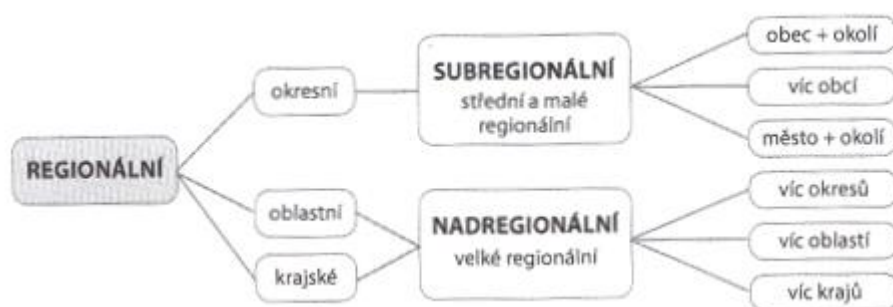 REGIONÁLNÍ
okresní
oblastní
krajské
SUBREGIONÁLNÍ
střední a malé
regionální
NADREGIONÁLNÍ
velké regionální
obec + okolí
víc obcí
město + okolí
víc okresů
víc oblastí
víc krajů